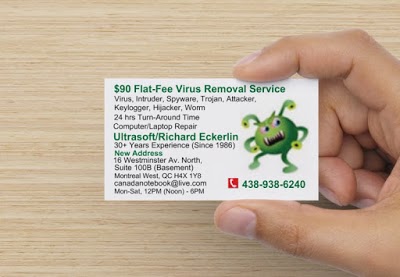 $90 Flat-Fee Virus Removal Service
Virus, Intruder, Spyware, Trojan, Attacker,
Keylogger, Hijacker, Worm
24 hrs Turn-Around Time
Computer/Laptop Repair
Ultrasoft/Richard Eckerlin
30+ Years Experience (Since 1986)
New Address
16 Westminster Av. North,
Suite 100B (Basement)
Montreal West, QC H4X 1Y8
canadanotebook@live.com
Mon-Sat, 12PM (Noon) - 6PM
438-938-6240